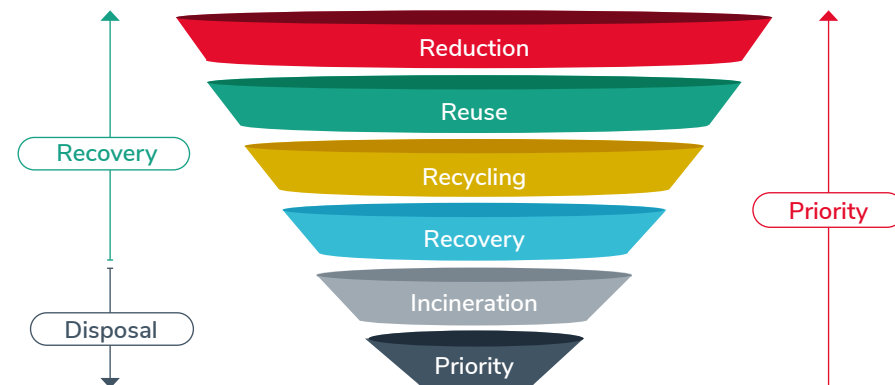 Reduction
Reuse
Recovery
Recycling
Priority
Recovery
Incineration
Disposal
Priority